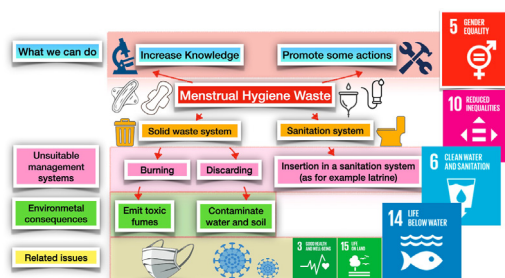 5 GENDER EQUALITY
What we can do
Increase Knowledge
Promote some actions
Menstrual Hygiene Waste
10 REDUCED INEQUALITIES
Solid waste system
Sanitation system
Unsuitable management systems
Burning
Discarding
Insertion in a sanitation system
(as for example latrine)
6 CLEAN WATER AND SANITATION
Environmetal consequences
Emit toxic fumes
Contaminate water and soil
14 LIFE BELOW WATER
Related issues
3 GOOD HEALTH AND WELL-BEING
15 LIFE ON LAND